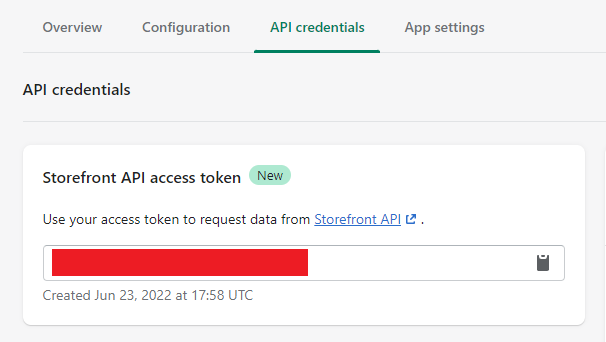 Overview Configuration API credentials App settings
API credentials
Storefront API access token New
Use your access token to request data from Storefront API .
Created Jun 23, 2022 at 17:58 UTC